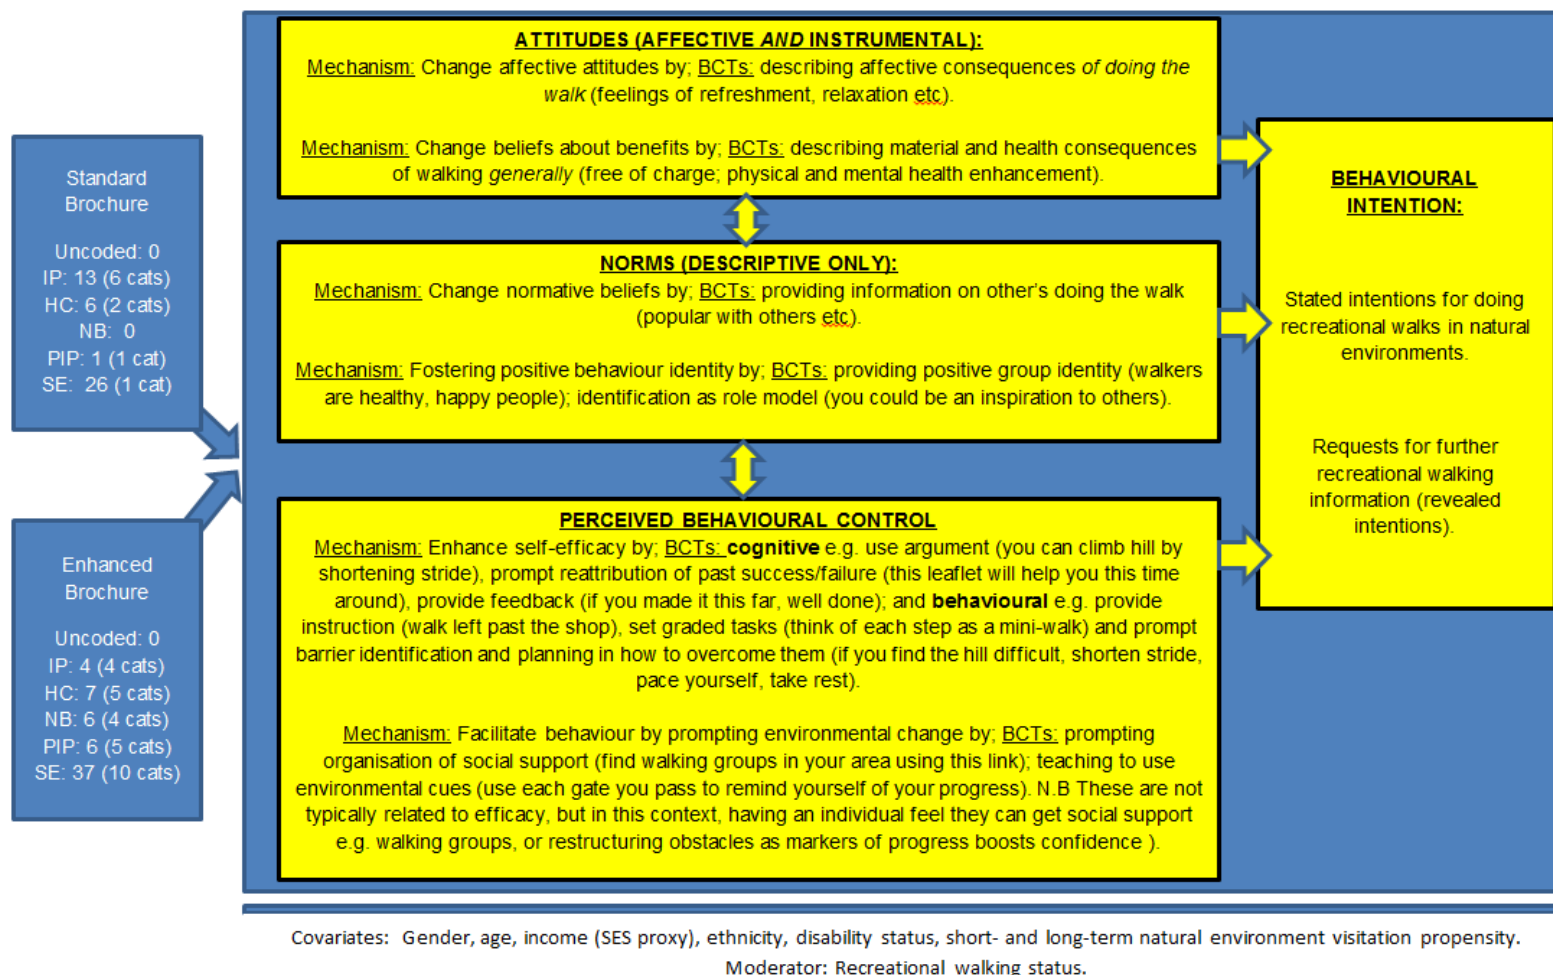 Standard
Brochure
Uncoded: 0
IP: 13 (6 cats)
HC: 6 (2 cats)
NB: 0
PIP: 1 (1 cat)
SE: 26 (1 cat)
Enhanced
Brochure
Uncoded: 0
IP: 4 (4 cats)
HC: 7 (5 cats)
NB: 6 (4 cats)
PIP: 6 (5 cats)
SE: 37 (10 cats)
ATTITUDES (AFFECTIVE AND INSTRUMENTAL):
Mechanism: Change affective attitudes by; BCTs: describing affective consequences of doing the
walk (feelings of refreshment, relaxation etc).
Mechanism: Change beliefs about benefits by; BCTs: describing material and health consequences
of walking generally (free of charge; physical and mental health enhancement).
NORMS (DESCRIPTIVE ONLY):
Mechanism: Change normative beliefs by; BCTs: providing information on other's doing the walk
(popular with others etc).
Mechanism: Fostering positive behaviour identity by; BCTs: providing positive group identity (walkers
are healthy, happy people); identification as role model (you could be an inspiration to others).
PERCEIVED BEHAVIOURAL CONTROL
Mechanism: Enhance self-efficacy by; BCTs: cognitive e.g. use argument (you can climb hill by
shortening stride), prompt reattribution of past success/failure (this leaflet will help you this time
around), provide feedback (if you made it this far, well done); and behavioural e.g. provide
instruction (walk left past the shop), set graded tasks (think of each step as a mini-walk) and prompt
barrier identification and planning in how to overcome them (if you find the hill difficult, shorten stride,
pace yourself, take rest).
Mechanism: Facilitate behaviour by prompting environmental change by; BCTs: prompting
organisation of social support (find walking groups in your area using this link); teaching to use
environmental cues (use each gate you pass to remind yourself of your progress). N.B These are not
typically related to efficacy, but in this context, having an individual feel they can get social support
e.g. walking groups, or restructuring obstacles as markers of progress boosts confidence ).
BEHAVIOURAL
INTENTION:
Stated intentions for doing
recreational walks in natural
environments.
Requests for further
recreational walking
information (revealed
intentions).
Covariates: Gender, age, income (SES proxy), ethnicity, disability status, short- and long-term natural environment visitation propensity.
Moderator: Recreational walking status.